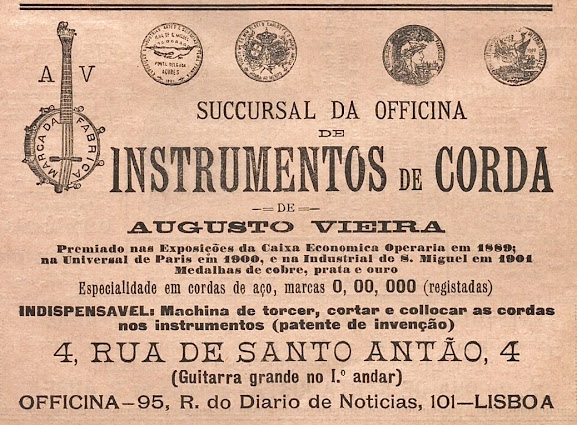 A V
MARCA DA FABRICA
PONTA DELGADA
AÇORES
SUCCURSAL DA OFFICINA
DE
INSTRUMENTOS DE CORDA
—=DE=—
AUGUSTO VIEIRA
Premiado nas Exposições da Caixa Economica Operaria em 1889;
na Universal de Paris em 1900, e na Industrial de S. Miguel em 1901
Medalhas de cobre, prata e ouro
Especialidade em cordas de aço, marcas 0, 00, 000 (registadas)
INDISPENSAVEL: Machina de torcer, cortar e collocar as cordas
nos instrumentos (patente de invenção)
4, RUA DE SANTO ANTÃO, 4
(Guitarra grande no I.º andar)
OFFICINA—95, R. do Diario de Noticias, 101—LISBOA